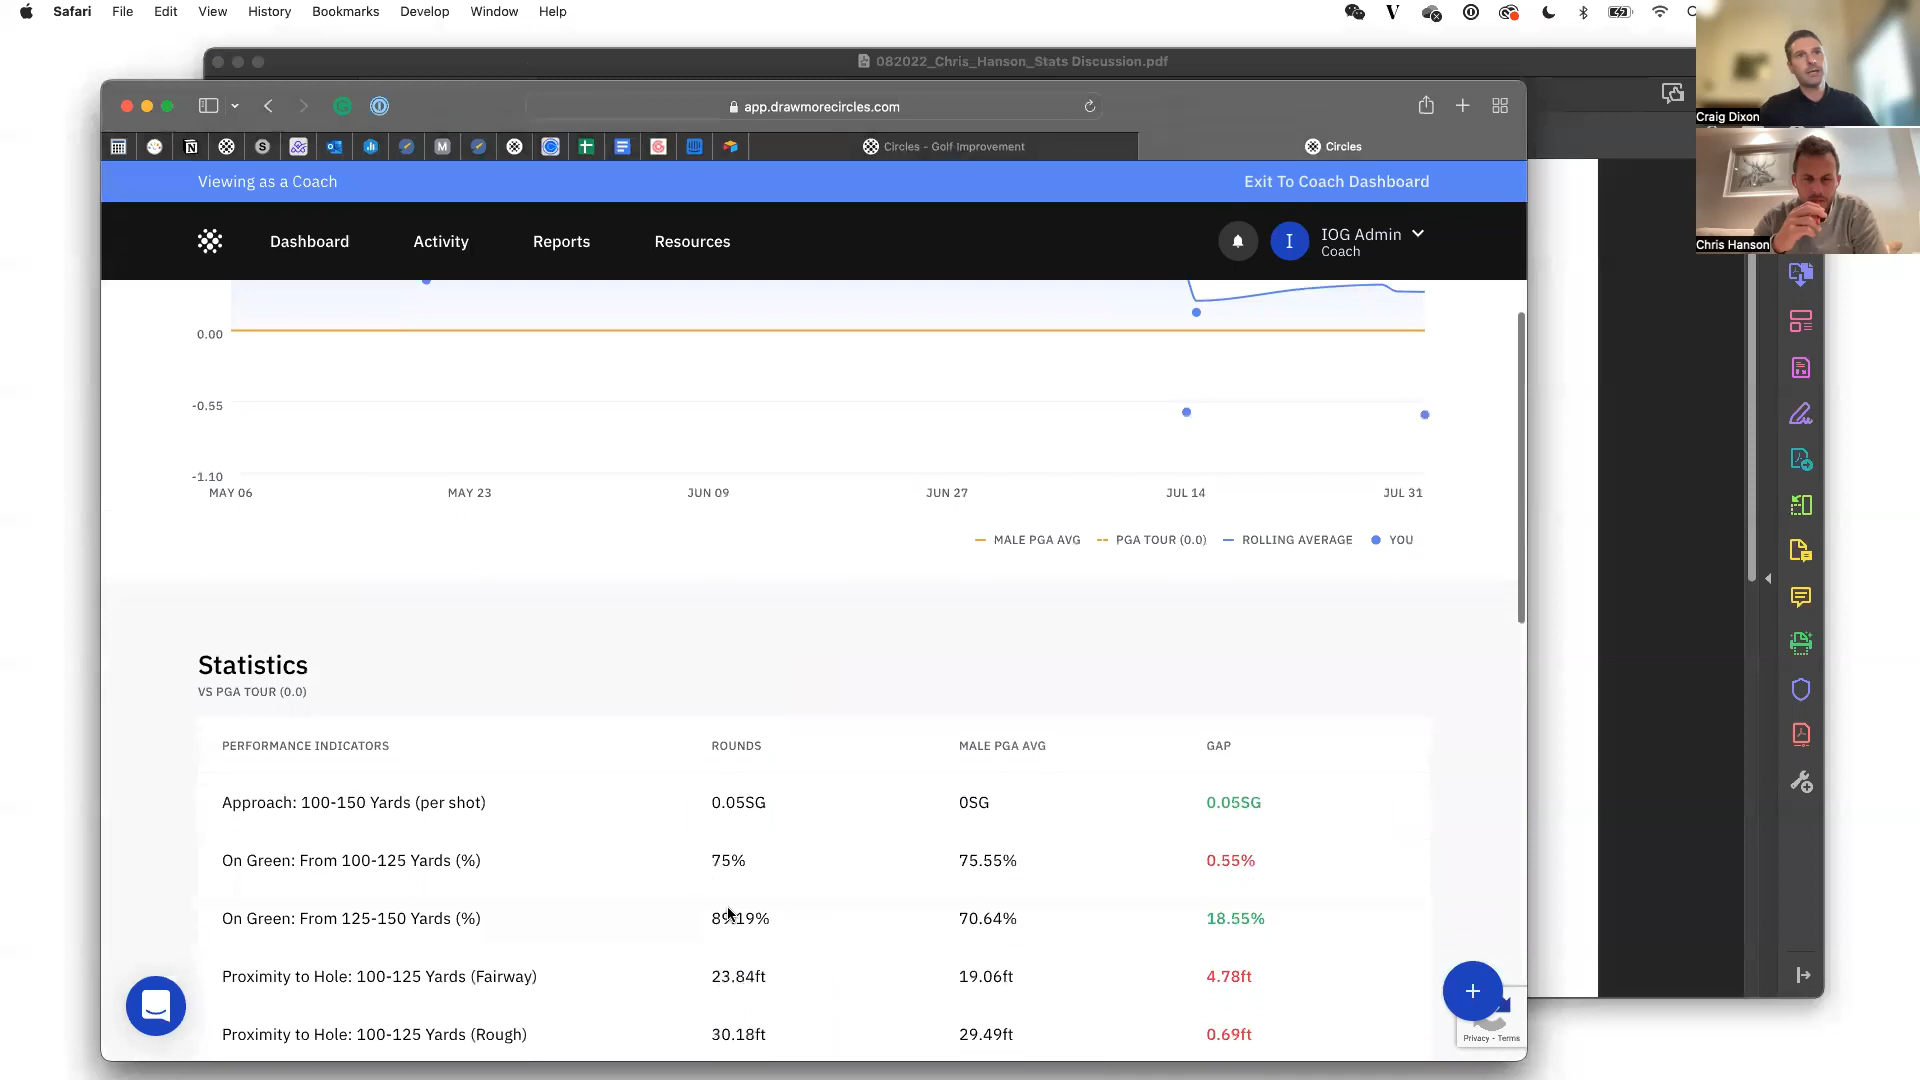 Safari File Edit View History Bookmarks Develop Window Help
082022_Chris_Hanson_Stats Discussion.pdf
Craig Dixon
Chris Hanson
app.drawmorecircles.com
Circles - Golf Improvement
Circles
Viewing as a Coach
Exit To Coach Dashboard
Dashboard Activity Reports Resources
I
IOG Admin
Coach
0.00
-0.55
-1.10
MAY 06 MAY 23 JUN 09 JUN 27 JUL 14 JUL 31
MALE PGA AVG PGA TOUR (0.0) ROLLING AVERAGE YOU
Statistics
VS PGA TOUR (0.0)
PERFORMANCE INDICATORS ROUNDS MALE PGA AVG GAP
Approach: 100-150 Yards (per shot) 0.05SG 0SG 0.05SG
On Green: From 100-125 Yards (%) 75% 75.55% 0.55%
On Green: From 125-150 Yards (%) 89.19% 70.64% 18.55%
Proximity to Hole: 100-125 Yards (Fairway) 23.84ft 19.06ft 4.78ft
Proximity to Hole: 100-125 Yards (Rough) 30.18ft 29.49ft 0.69ft
Privacy - Terms